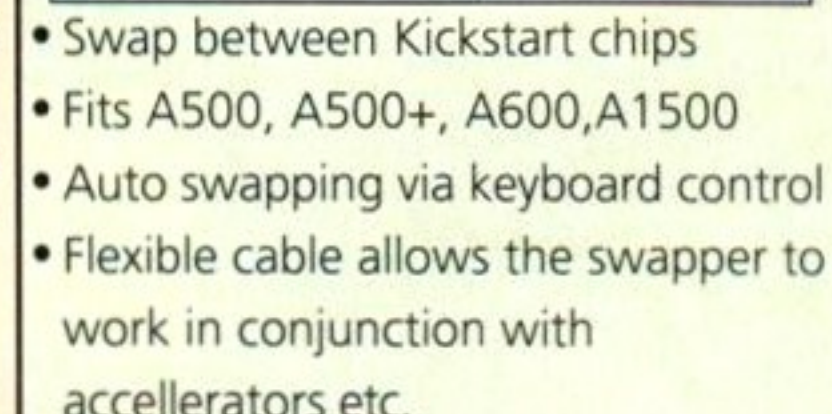 • Swap between Kickstart chips
• Fits A500, A500+, A600,A1500
• Auto swapping via keyboard control
• Flexible cable allows the swapper to
work in conjunction with
accellerators etc.